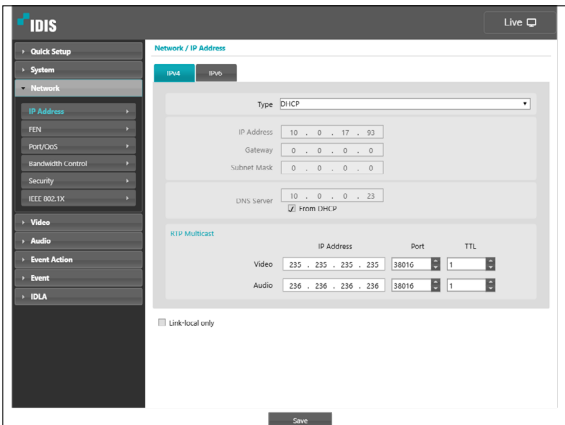 IDIS
Live
Quick Setup
System
Network
IP Address
FEN
Port/QoS
Bandwidth Control
Security
IEEE 802.1X
Video
Audio
Event Action
Event
IDLA
Network / IP Address
IPv4 IPv6
Type DHCP
IP Address 10 . 0 . 17 . 93
Gateway 0 . 0 . 0 . 0
Subnet Mask 0 . 0 . 0 . 0
DNS Server 10 . 0 . 0 . 23
From DHCP
RTP Multicast
IP Address Port TTL
Video 235 . 235 . 235 . 235 38016 1
Audio 236 . 236 . 236 . 236 38016 1
Link-local only
Save